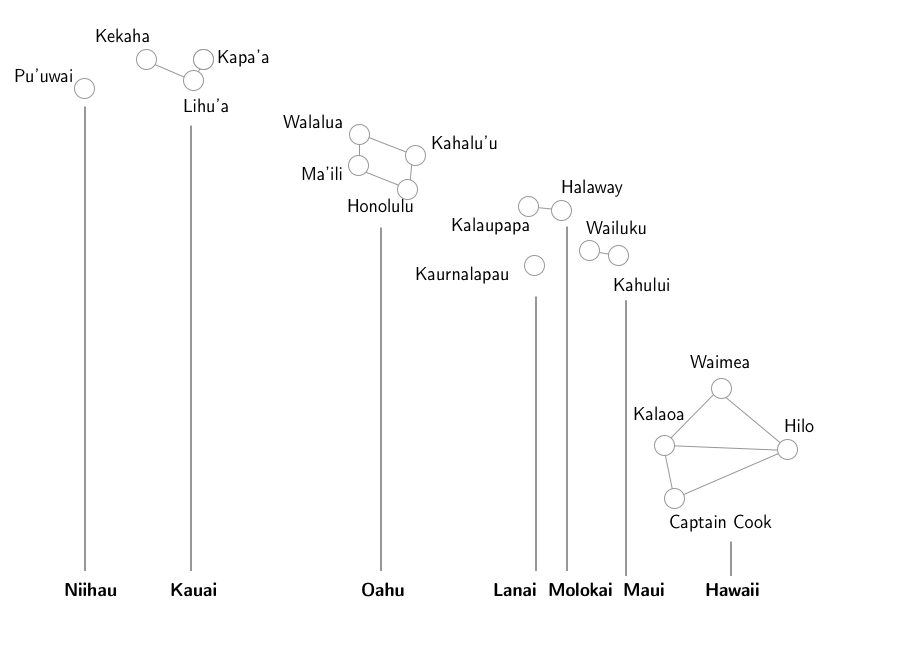 Kekaha
Kapa'a
Pu'uwai
Lihu'a
Walalua
Kahalu'u
Ma'ili
Honolulu
Halaway
Kalaupapa
Wailuku
Kaurnalapau
Kahului
Waimea
Kalaoa
Hilo
Captain Cook
Niihau
Kauai
Oahu
Lanai
Molokai
Maui
Hawaii